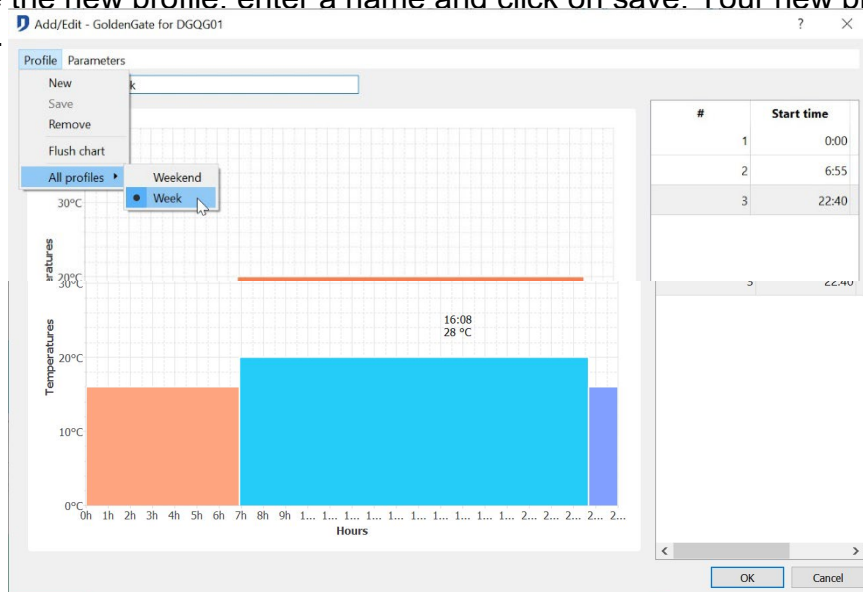 the new profile: enter a name and click on save. Your new
Add/Edit - GoldenGate for DGQG01
? ×
Profile Parameters
New
k
Save
Remove
Flush chart
All profiles
Weekend
Week
# Start time
1 0:00
2 6:55
3 22:40
30°C
20°C
30°C
3 22:40
16:08
28 °C
Temperatures
20°C
10°C
0°C
0h 1h 2h 3h 4h 5h 6h 7h 8h 9h 1... 1... 1... 1... 1... 1... 1... 1... 1... 1... 2... 2... 2... 2... 2...
Hours
< >
OK Cancel